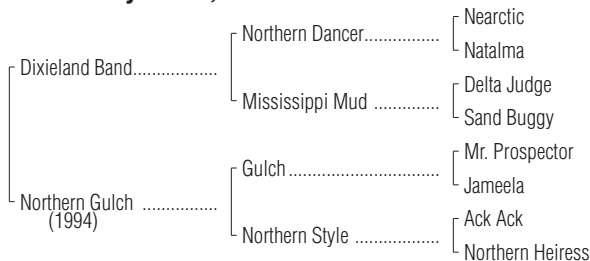 Nearctic
Northern Dancer................
Natalma
Dixieland Band..................
Delta Judge
Mississippi Mud ..............
Sand Buggy
Mr. Prospector
Gulch................................
Jameela
Northern Gulch ................
(1994)
Ack Ack
Northern Style ..................
Northern Heiress